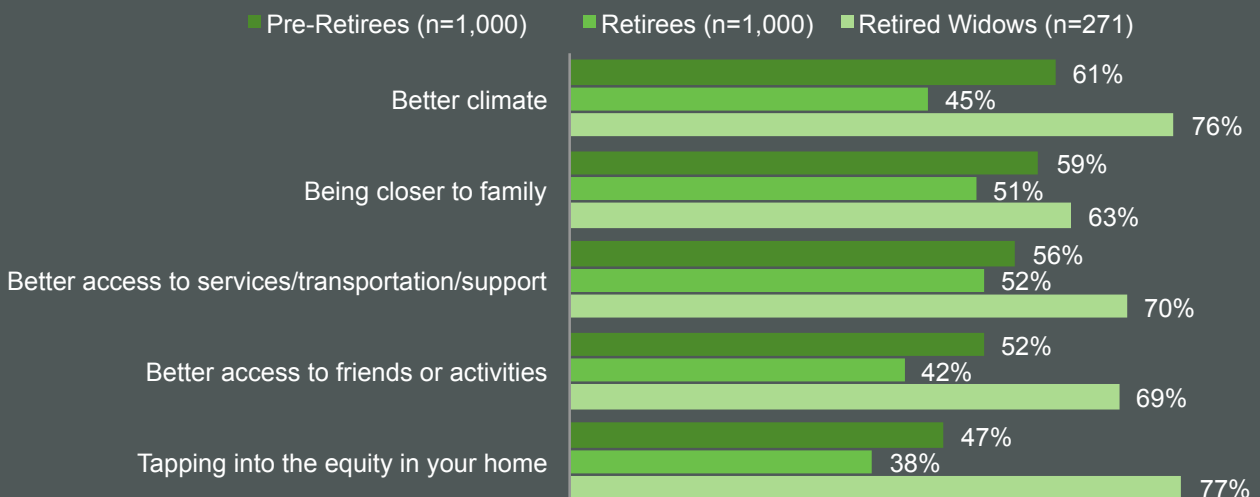 Pre-Retirees (n=1,000) Retirees (n=1,000) Retired Widows (n=271)
Better climate
61%
45%
76%
Being closer to family
59%
51%
63%
Better access to services/transportation/support
56%
52%
70%
Better access to friends or activities
52%
42%
69%
Tapping into the equity in your home
47%
38%
77%